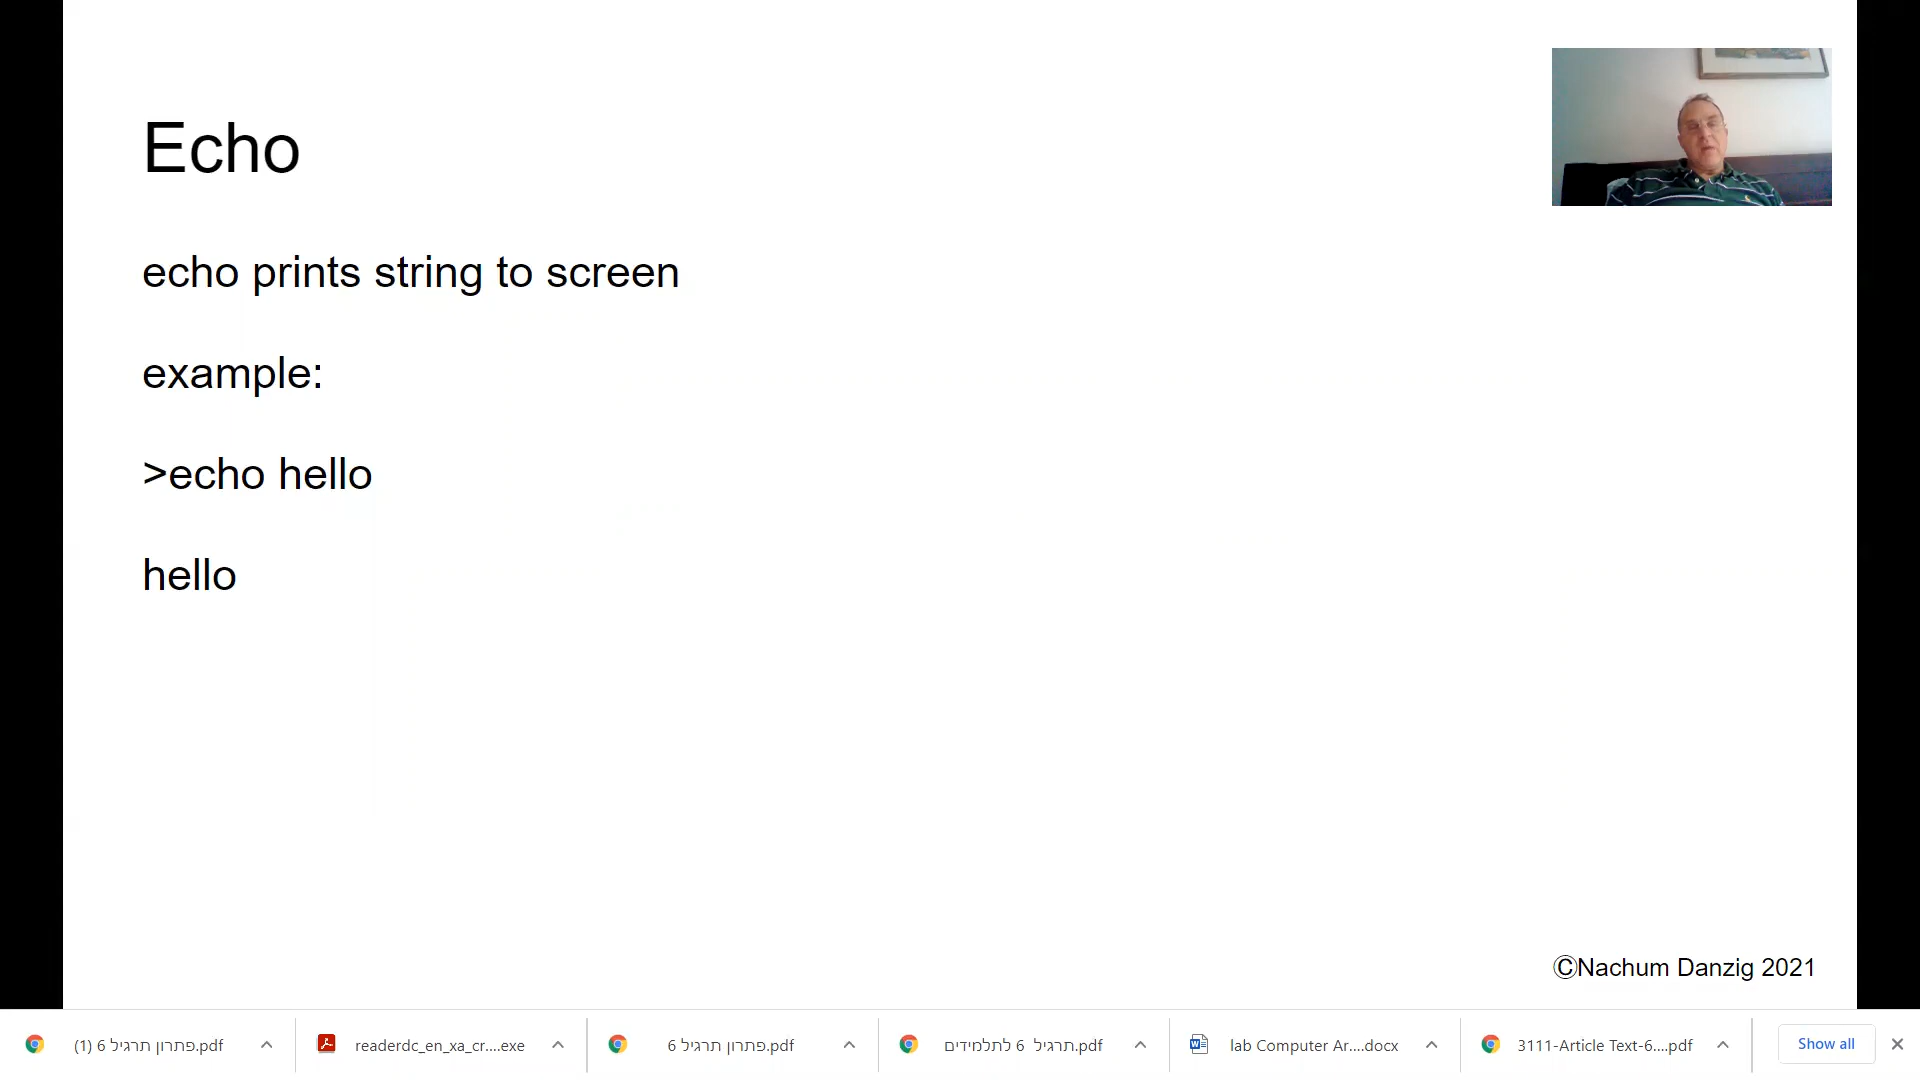 Echo
echo prints string to screen
example:
>echo hello
hello
©Nachum Danzig 2021
פתרון תרגיל 6 (1).pdf
readerdc_en_xa_cr....exe
פתרון תרגיל 6.pdf
תרגיל 6 לתלמידים.pdf
lab Computer Ar....docx
3111-Article Text-6....pdf
Show all